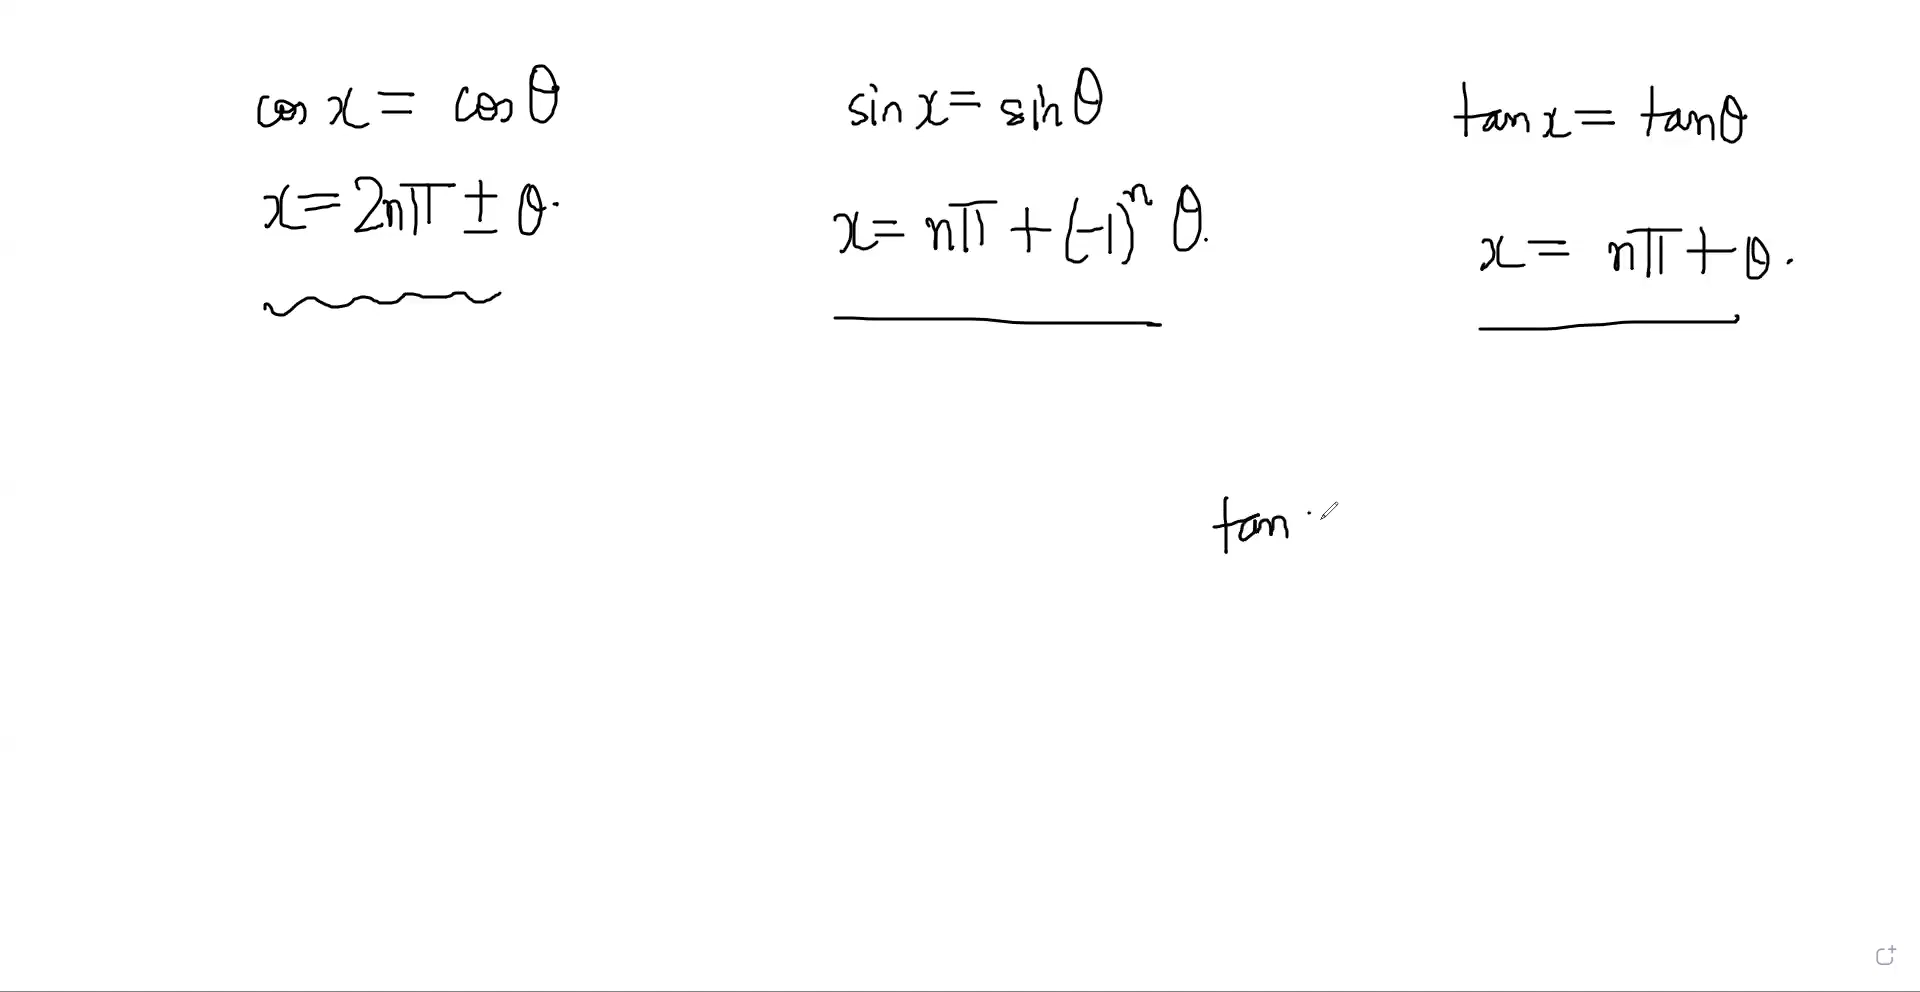 cos x = cos θ
x = 2nπ ± θ.
sin x = sin θ
x = nπ + (-1)ⁿ θ.
tan x = tan θ
x = nπ + θ.
tan